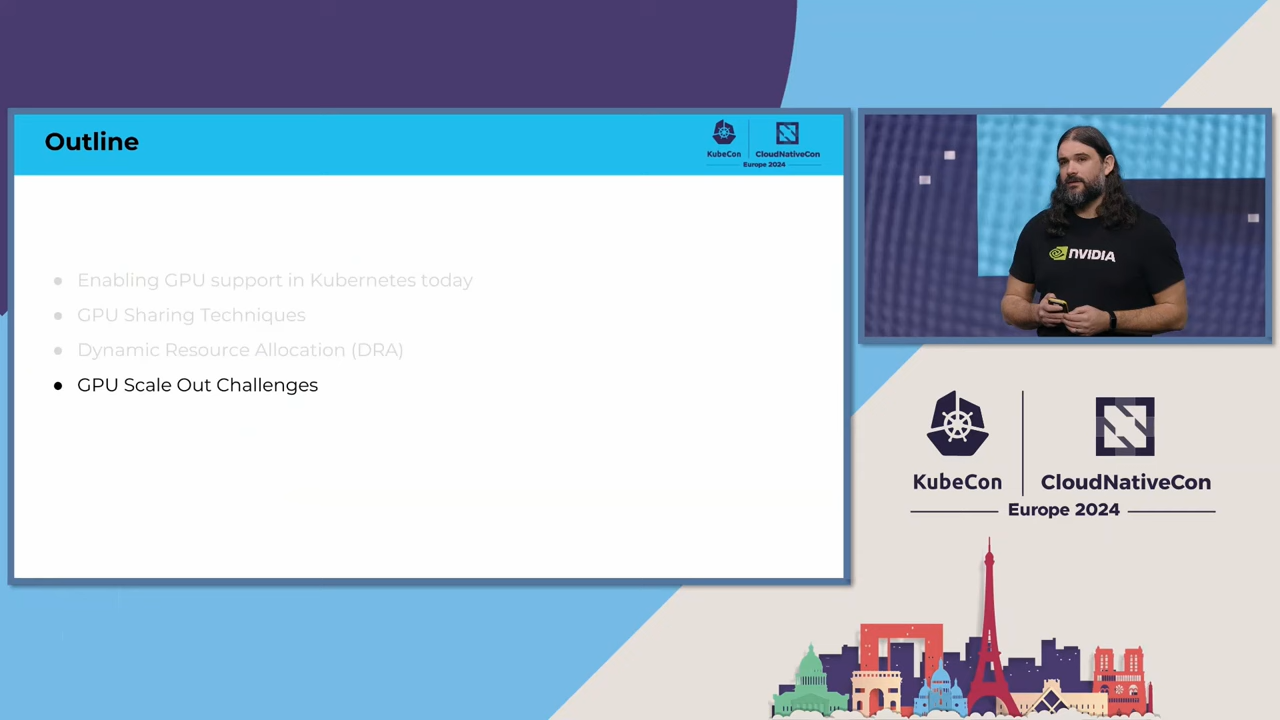 Outline
KubeCon
CloudNativeCon
Europe 2024
● Enabling GPU support in Kubernetes today
● GPU Sharing Techniques
● Dynamic Resource Allocation (DRA)
● GPU Scale Out Challenges
NVIDIA
KubeCon
CloudNativeCon
Europe 2024